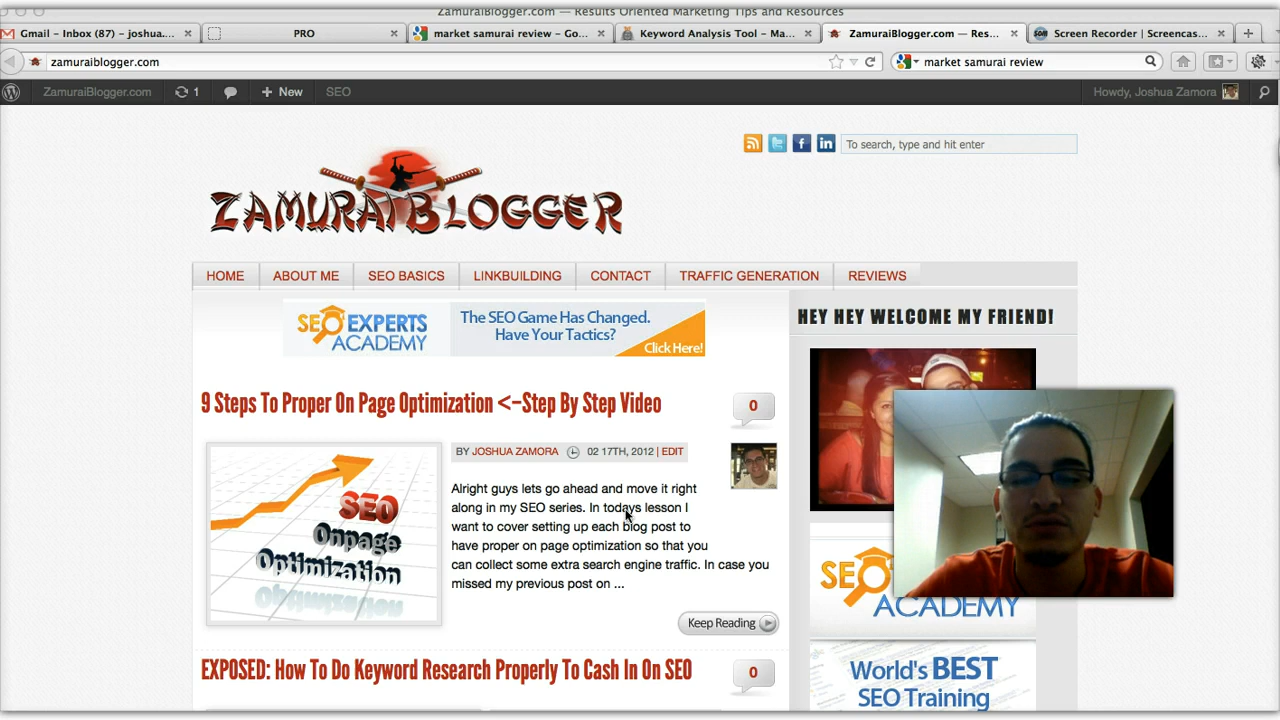 ZamuraiBlogger.com — Results Oriented Marketing Tips and Resources
Gmail – Inbox (87) – joshua.... PRO market samurai review – Go... Keyword Analysis Tool – Ma... ZamuraiBlogger.com — Res... Screen Recorder | Screencas...
zamuraiblogger.com market samurai review
ZamuraiBlogger.com 1 New SEO Howdy, Joshua Zamora
To search, type and hit enter
ZAMURAIBLOGGER
HOME ABOUT ME SEO BASICS LINKBUILDING CONTACT TRAFFIC GENERATION REVIEWS
SEO EXPERTS
ACADEMY
The SEO Game Has Changed.
Have Your Tactics?
Click Here!
HEY HEY WELCOME MY FRIEND!
9 Steps To Proper On Page Optimization <–Step By Step Video
0
SEO
Onpage
Optimization
BY JOSHUA ZAMORA 02 17TH, 2012 | EDIT
Alright guys lets go ahead and move it right
along in my SEO series. In todays lesson I
want to cover setting up each blog post to
have proper on page optimization so that you
can collect some extra search engine traffic. In case you
missed my previous post on ...
Keep Reading
SEO
ACADEMY
World's BEST
SEO Training
EXPOSED: How To Do Keyword Research Properly To Cash In On SEO
0